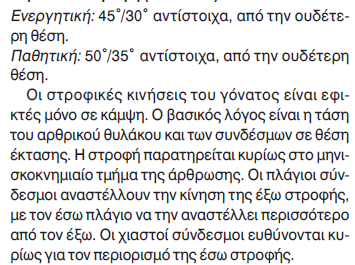 Ενεργητική: 45˚/30˚ αντίστοιχα, από την ουδέτε-
ρη θέση.
Παθητική: 50˚/35˚ αντίστοιχα, από την ουδέτερη
θέση.
Οι στροφικές κινήσεις του γόνατος είναι εφι-
κτές μόνο σε κάμψη. Ο βασικός λόγος είναι η τάση
του αρθρικού θυλάκου και των συνδέσμων σε θέση
έκτασης. Η στροφή παρατηρείται κυρίως στο μηνι-
σκοκνημιαίο τμήμα της άρθρωσης. Οι πλάγιοι σύν-
δεσμοι αναστέλλουν την κίνηση της έξω στροφής,
με τον έσω πλάγιο να την αναστέλει περισσότερο
από τον έξω. Οι χιαστοί σύνδεσμοι ευθύνονται κυ-
ρίως για τον περιορισμό της έσω στροφής.